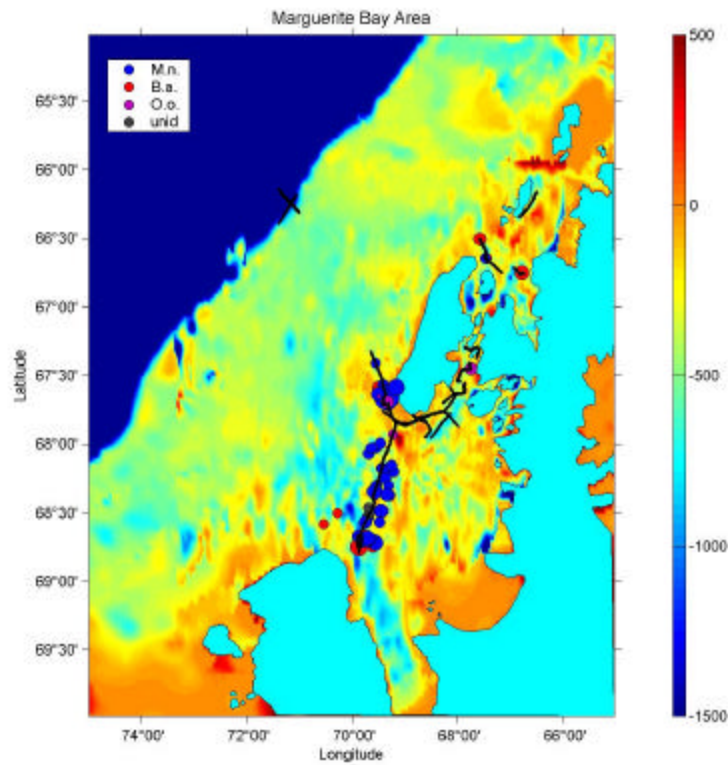 Marguerite Bay Area
M.n.
B.a.
O.o.
unid
65°30'
66°00'
66°30'
67°00'
67°30'
68°00'
68°30'
69°00'
69°30'
Latitude
74°00'
72°00'
70°00'
68°00'
66°00'
Longitude
500
0
-500
-1000
-1500